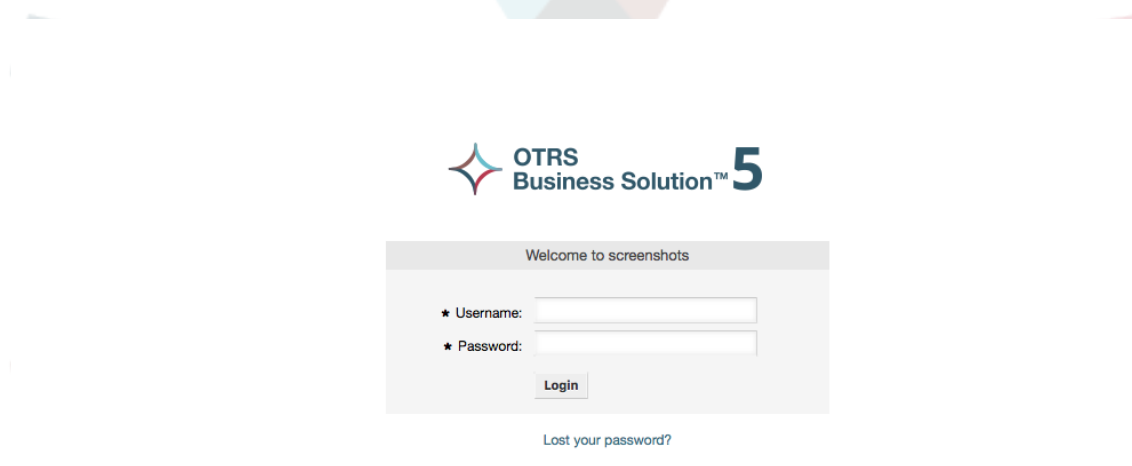 OTRS
Business Solution™ 5
Welcome to screenshots
* Username:
* Password:
Login
Lost your password?